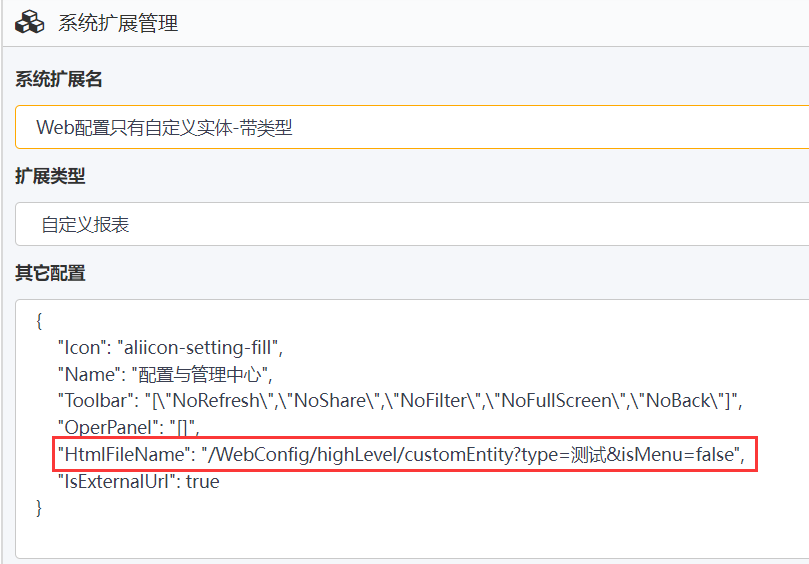 系统扩展管理
系统扩展名
Web配置只有自定义实体-带类型
扩展类型
自定义报表
其它配置
{
"Icon": "aliicon-setting-fill",
"Name": "配置与管理中心",
"Toolbar": "[\"NoRefresh\",\"NoShare\",\"NoFilter\",\"NoFullScreen\",\"NoBack\"]",
"OperPanel": "[]",
"HtmlFileName": "/WebConfig/highLevel/customEntity?type=测试&isMenu=false",
"IsExternalUrl": true
}